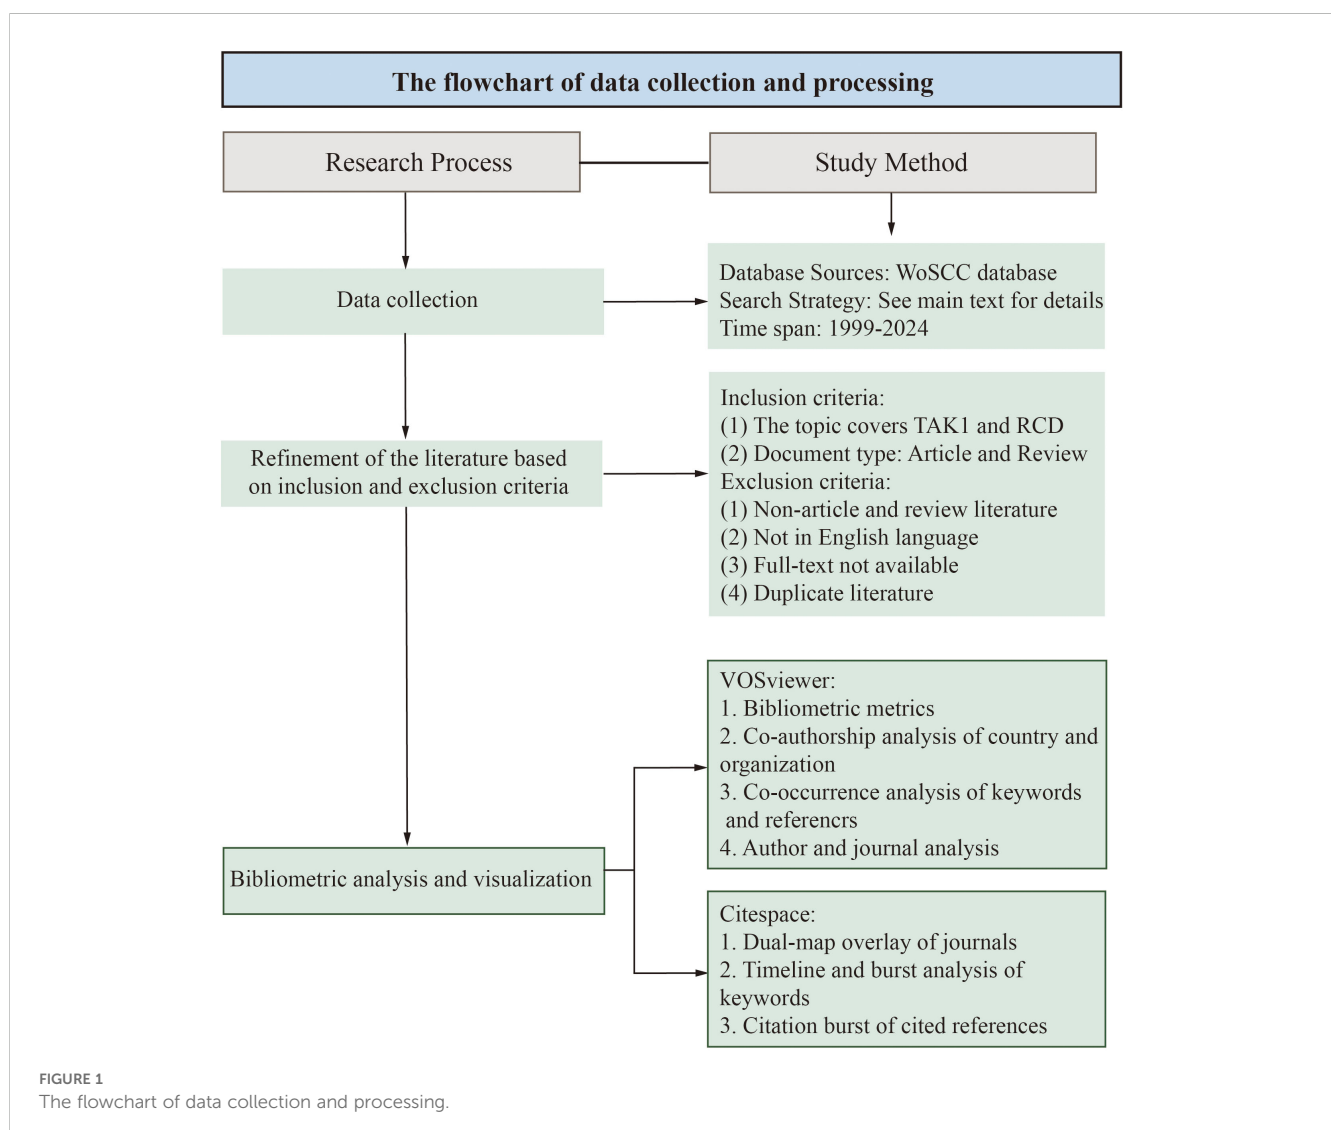 The flowchart of data collection and processing
Research Process
Study Method
Data collection
Database Sources: WoSCC database
Search Strategy: See main text for details
Time span: 1999-2024
Refinement of the literature based
on inclusion and exclusion criteria
Inclusion criteria:
(1) The topic covers TAK1 and RCD
(2) Document type: Article and Review
Exclusion criteria:
(1) Non-article and review literature
(2) Not in English language
(3) Full-text not available
(4) Duplicate literature
Bibliometric analysis and visualization
VOSviewer:
1. Bibliometric metrics
2. Co-authorship analysis of country and
organization
3. Co-occurrence analysis of keywords
and referencrs
4. Author and journal analysis
Citespace:
1. Dual-map overlay of journals
2. Timeline and burst analysis of
keywords
3. Citation burst of cited references
FIGURE 1
The flowchart of data collection and processing.